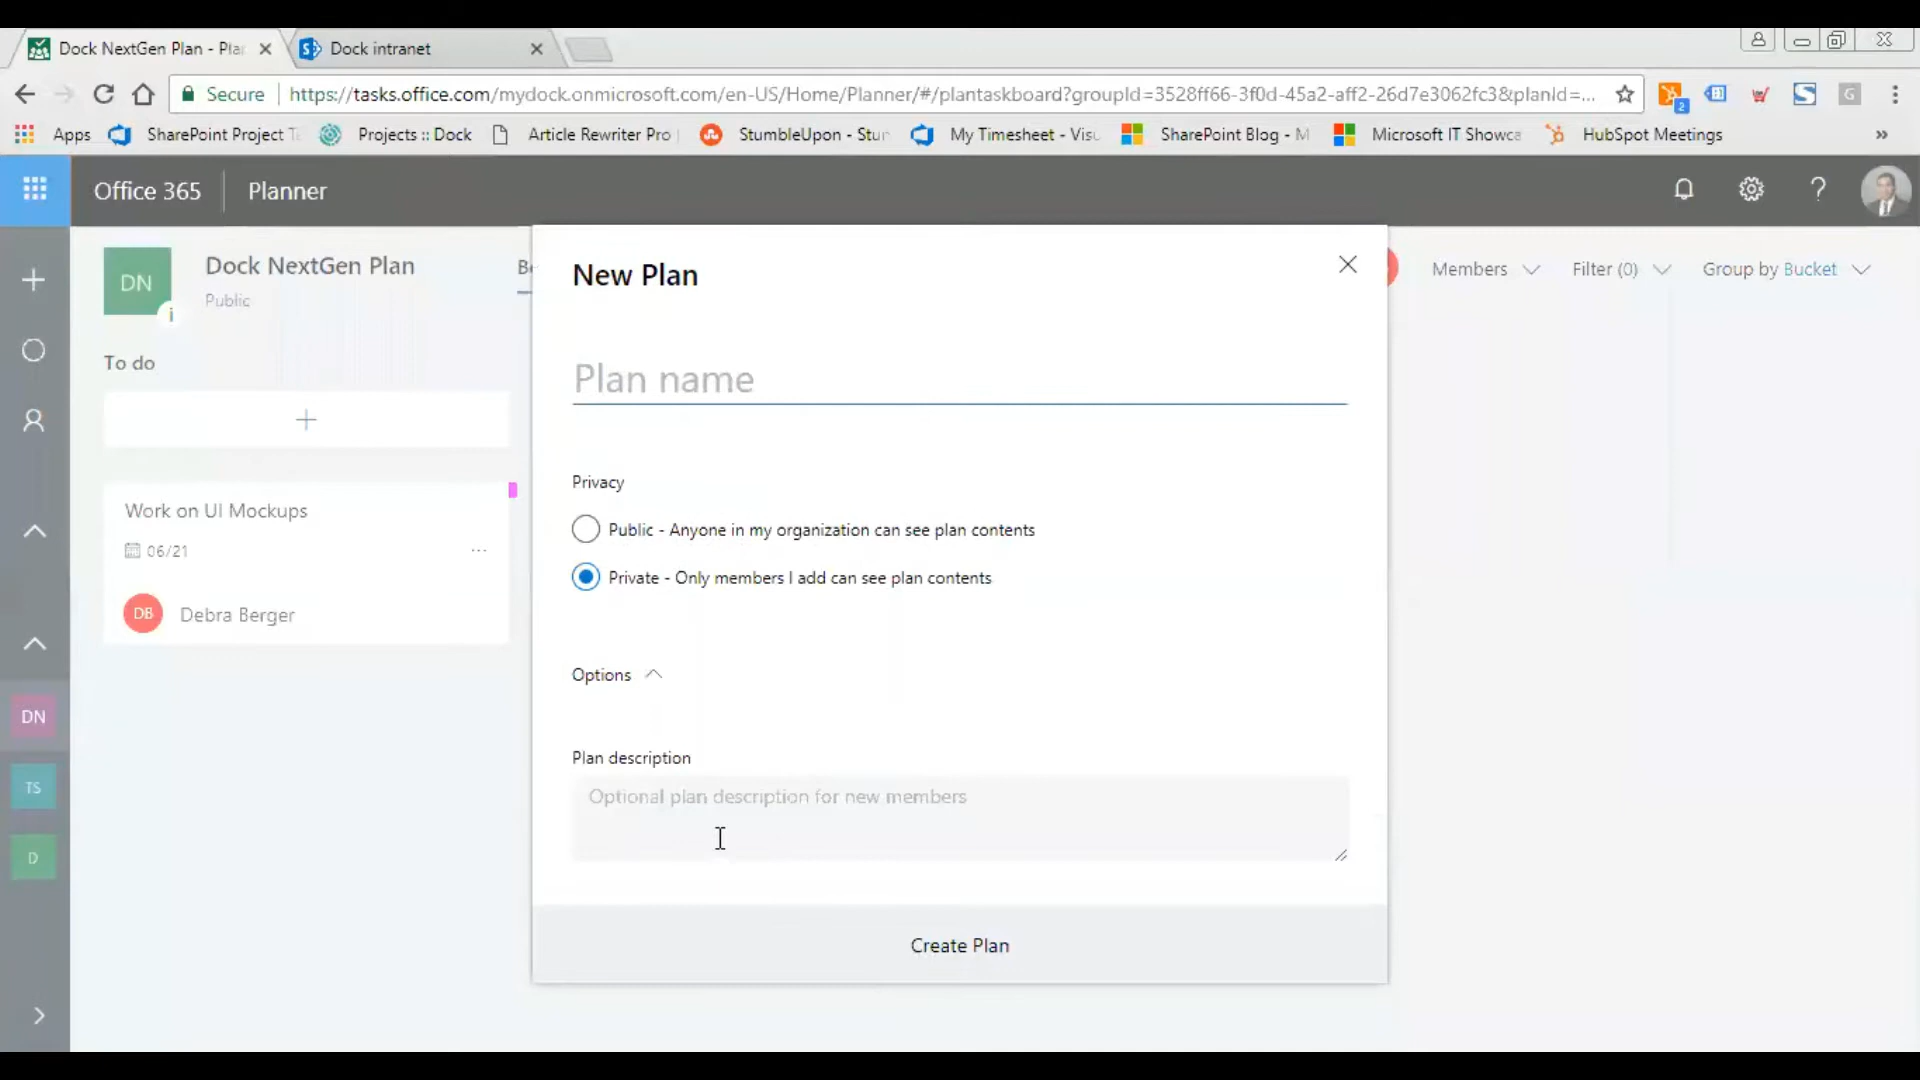 Dock NextGen Plan - Pla
Dock intranet
Secure
https://tasks.office.com/mydock.onmicrosoft.com/en-US/Home/Planner/#/plantaskboard?groupId=3528ff66-3f0d-45a2-aff2-26d7e3062fc3&planId=...
2
G
Apps
SharePoint Project T
Projects :: Dock
Article Rewriter Pro
StumbleUpon - Stu
My Timesheet - Vis
SharePoint Blog - M
Microsoft IT Showca
HubSpot Meetings
»
Office 365
Planner
?
DN
i
Dock NextGen Plan
Public
Members
Filter (0)
Group by Bucket
To do
Work on UI Mockups
06/21
...
DB
Debra Berger
DN
TS
D
New Plan
Plan name
Privacy
Public - Anyone in my organization can see plan contents
Private - Only members I add can see plan contents
Options
Plan description
Optional plan description for new members
Create Plan